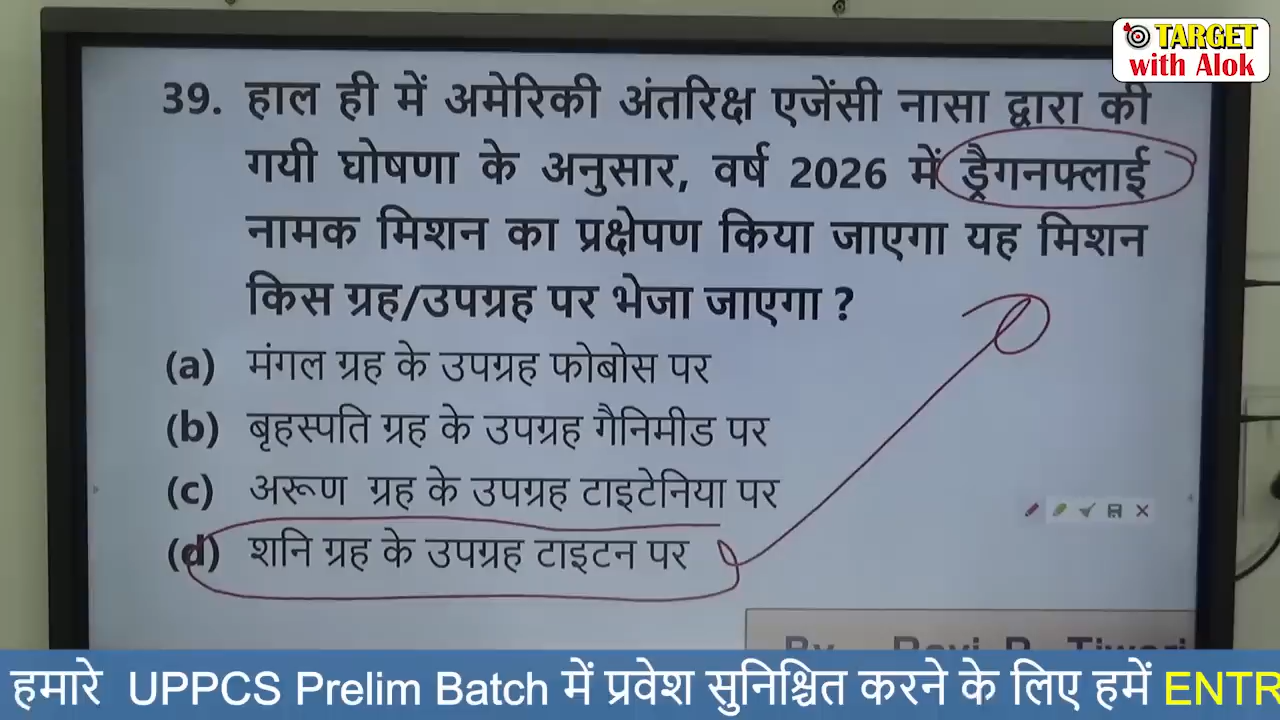 TARGET
with Alok
39. हाल ही में अमेरिकी अंतरिक्ष एजेंसी नासा द्वारा की
गयी घोषणा के अनुसार, वर्ष 2026 में ड्रैगनफ्लाई
नामक मिशन का प्रक्षेपण किया जाएगा यह मिशन
किस ग्रह/उपग्रह पर भेजा जाएगा ?
(a) मंगल ग्रह के उपग्रह फोबोस पर
(b) बृहस्पति ग्रह के उपग्रह गैनिमीड पर
(c) अरूण ग्रह के उपग्रह टाइटेनिया पर
(d) शनि ग्रह के उपग्रह टाइटन पर
हमारे UPPCS Prelim Batch में प्रवेश सुनिश्चित करने के लिए हमें ENTR